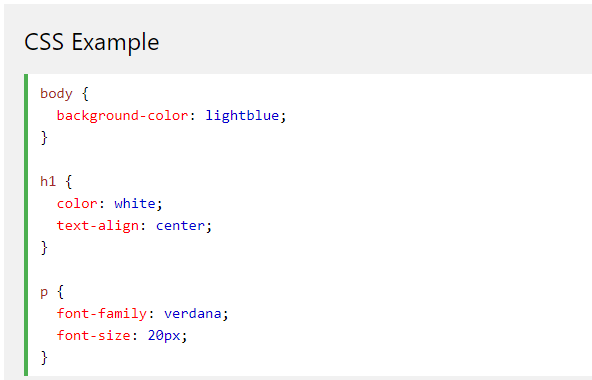 CSS Example
body {
  background-color: lightblue;
}

h1 {
  color: white;
  text-align: center;
}

p {
  font-family: verdana;
  font-size: 20px;
}